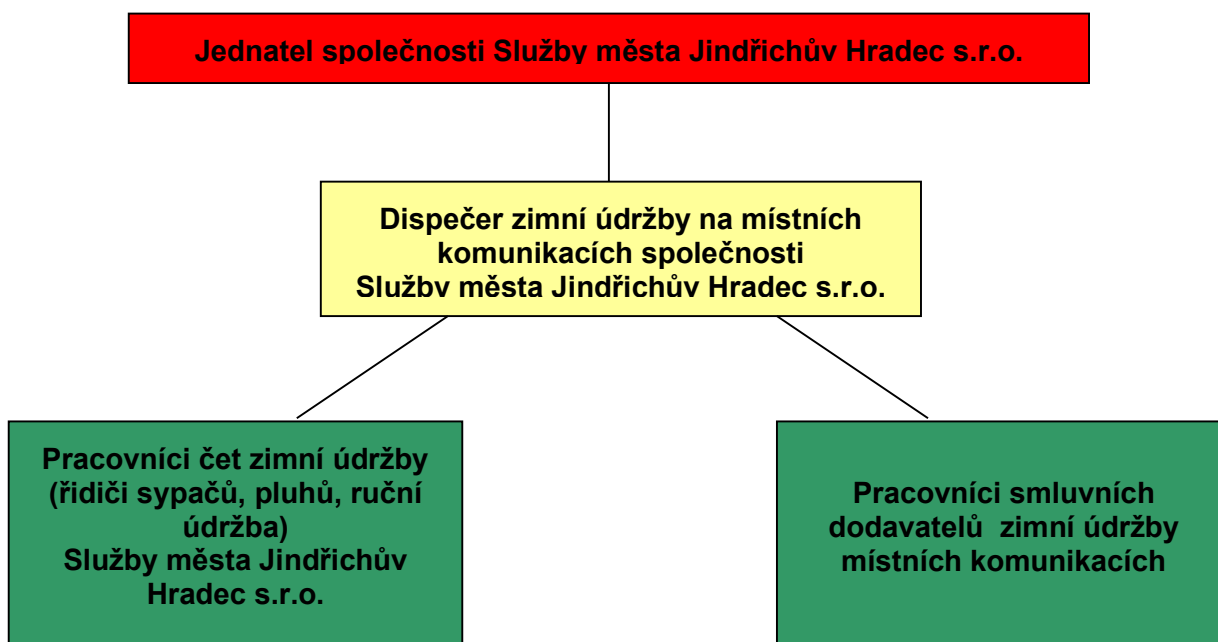 Jednatel společnosti Služby města Jindřichův Hradec s.r.o.
Dispečer zimní údržby na místních
komunikacích společnosti
Služby města Jindřichův Hradec s.r.o.
Pracovníci čet zimní údržby
(řidiči sypačů, pluhů, ruční
údržba)
Služby města Jindřichův
Hradec s.r.o.
Pracovníci smluvních
dodavatelů zimní údržby
místních komunikacích